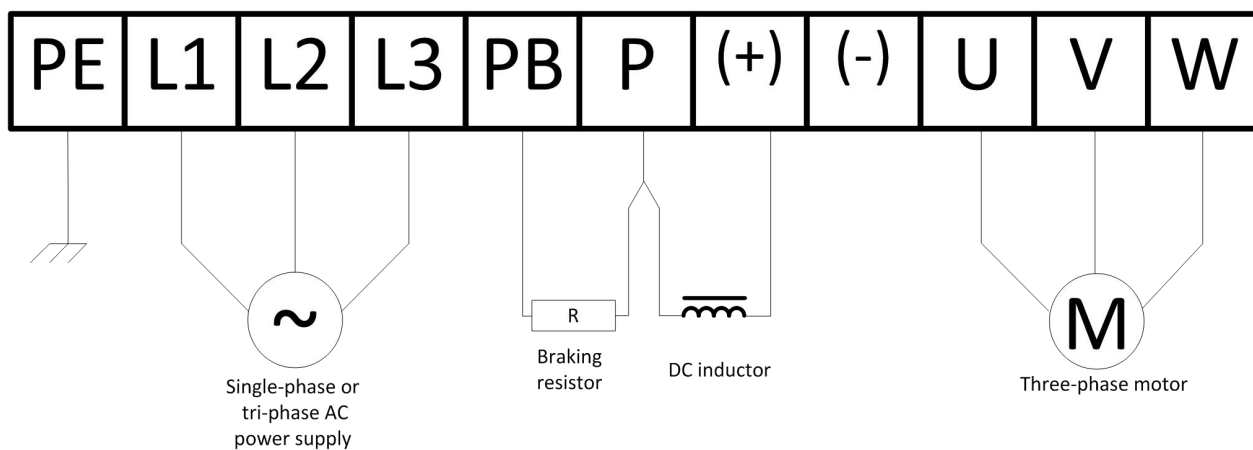 PE L1 L2 L3 PB P (+) (-) U V W
~
R
M
Braking
resistor
DC inductor
Single-phase or
tri-phase AC
power supply
Three-phase motor